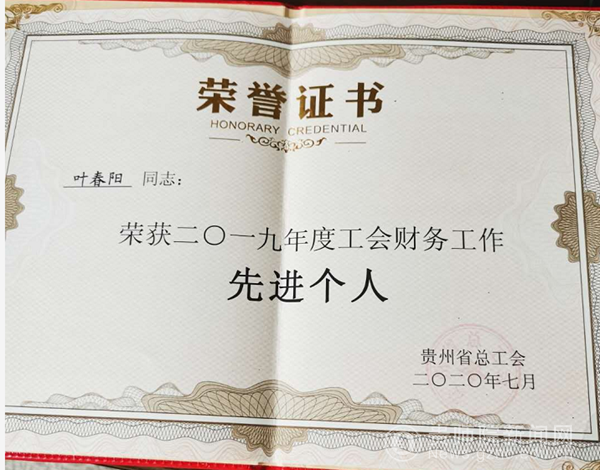 荣誉证书
HONORARY CREDENTIAL
叶春阳 同志:
荣获二〇一九年度工会财务工作
先进个人
贵州省总工会
二〇二〇年七月